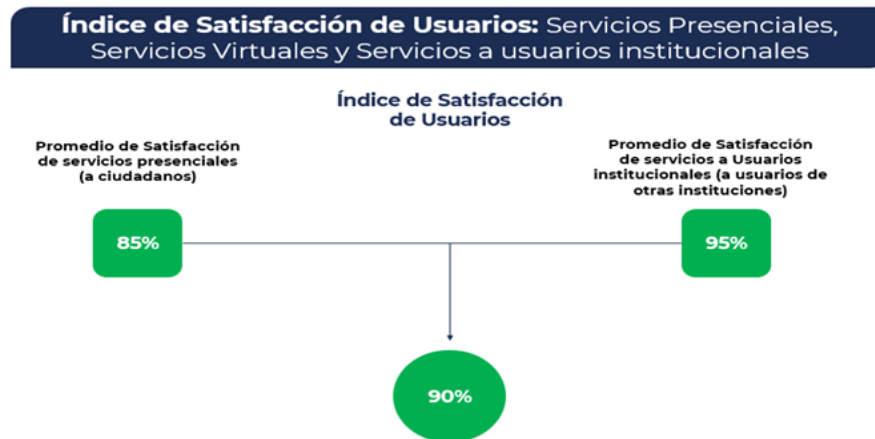 Índice de Satisfacción de Usuarios: Servicios Presenciales,
Servicios Virtuales y Servicios a usuarios institucionales
Índice de Satisfacción
de Usuarios
Promedio de Satisfacción
de servicios presenciales
(a ciudadanos)
Promedio de Satisfacción
de servicios a Usuarios
institucionales (a usuarios de
otras instituciones)
85%
95%
90%